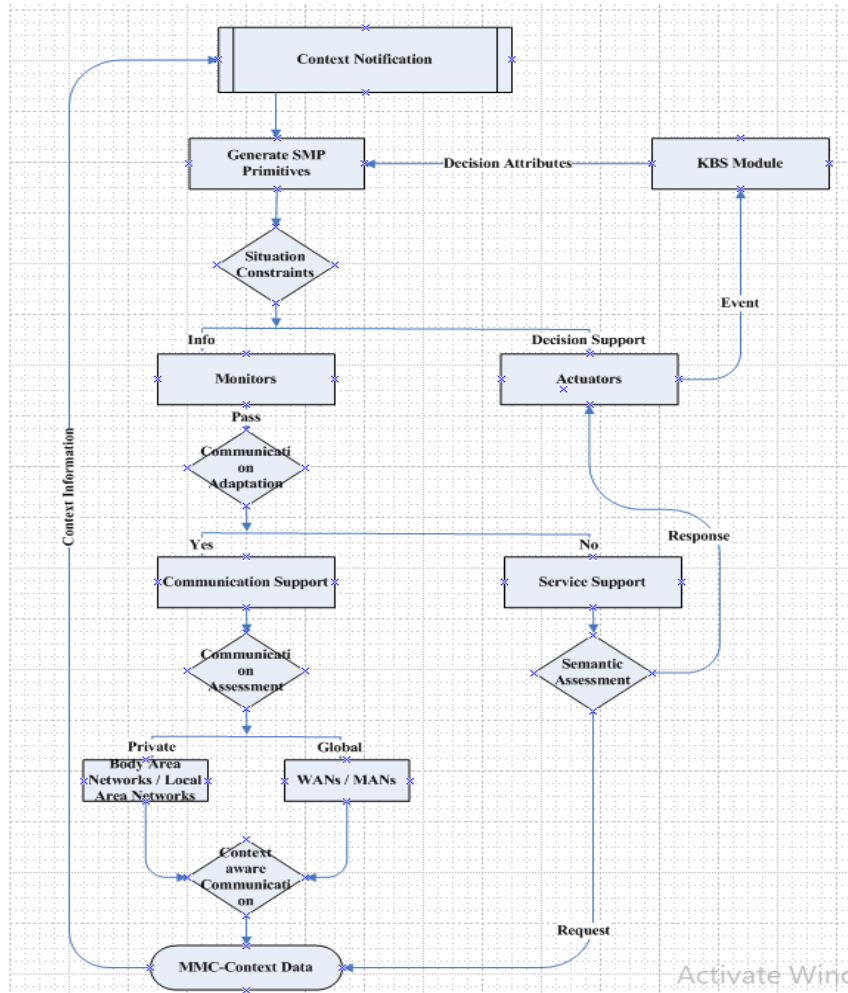 Context Notification
Generate SMP
Primitives
Decision Attributes
KBS Module
Situation
Constraints
Event
Info
Decision Support
Monitors
Actuators
Pass
Communicati
on
Adaptation
Context Information
Response
Yes
No
Communication Support
Service Support
Communicati
on
Assessment
Semantic
Assessment
Private
Global
Body Area
Networks / Local
Area Networks
WANs / MANs
Context
aware
Communicati
on
Request
MMC-Context Data
Activate Wind